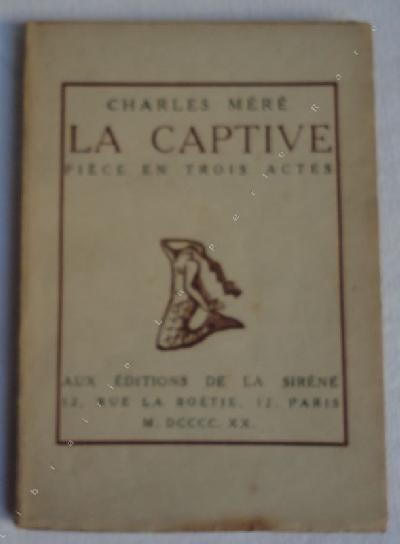 CHARLES MÉRÉ
LA CAPTIVE
PIÈCE EN TROIS ACTES
AUX ÉDITIONS DE LA SIRÈNE
12, RUE LA BOÉTIE, 12, PARIS
M. DCCCC. XX.